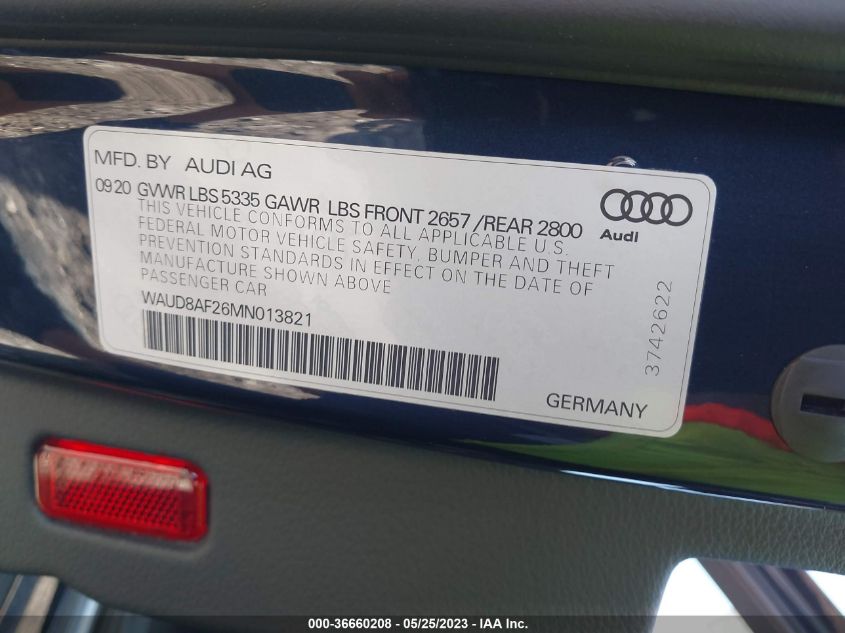 MFD. BY AUDI AG
0920 GVWR LBS 5335 GAWR LBS FRONT 2657 /REAR 2800
THIS VEHICLE CONFORMS TO ALL APPLICABLE U.S.
FEDERAL MOTOR VEHICLE SAFETY, BUMPER AND THEFT
PREVENTION STANDARDS IN EFFECT ON THE DATE OF
MANUFACTURE SHOWN ABOVE
PASSENGER CAR
WAUD8AF26MN013821
GERMANY
Audi
3742622
000-36660208 - 05/25/2023 - IAA Inc.